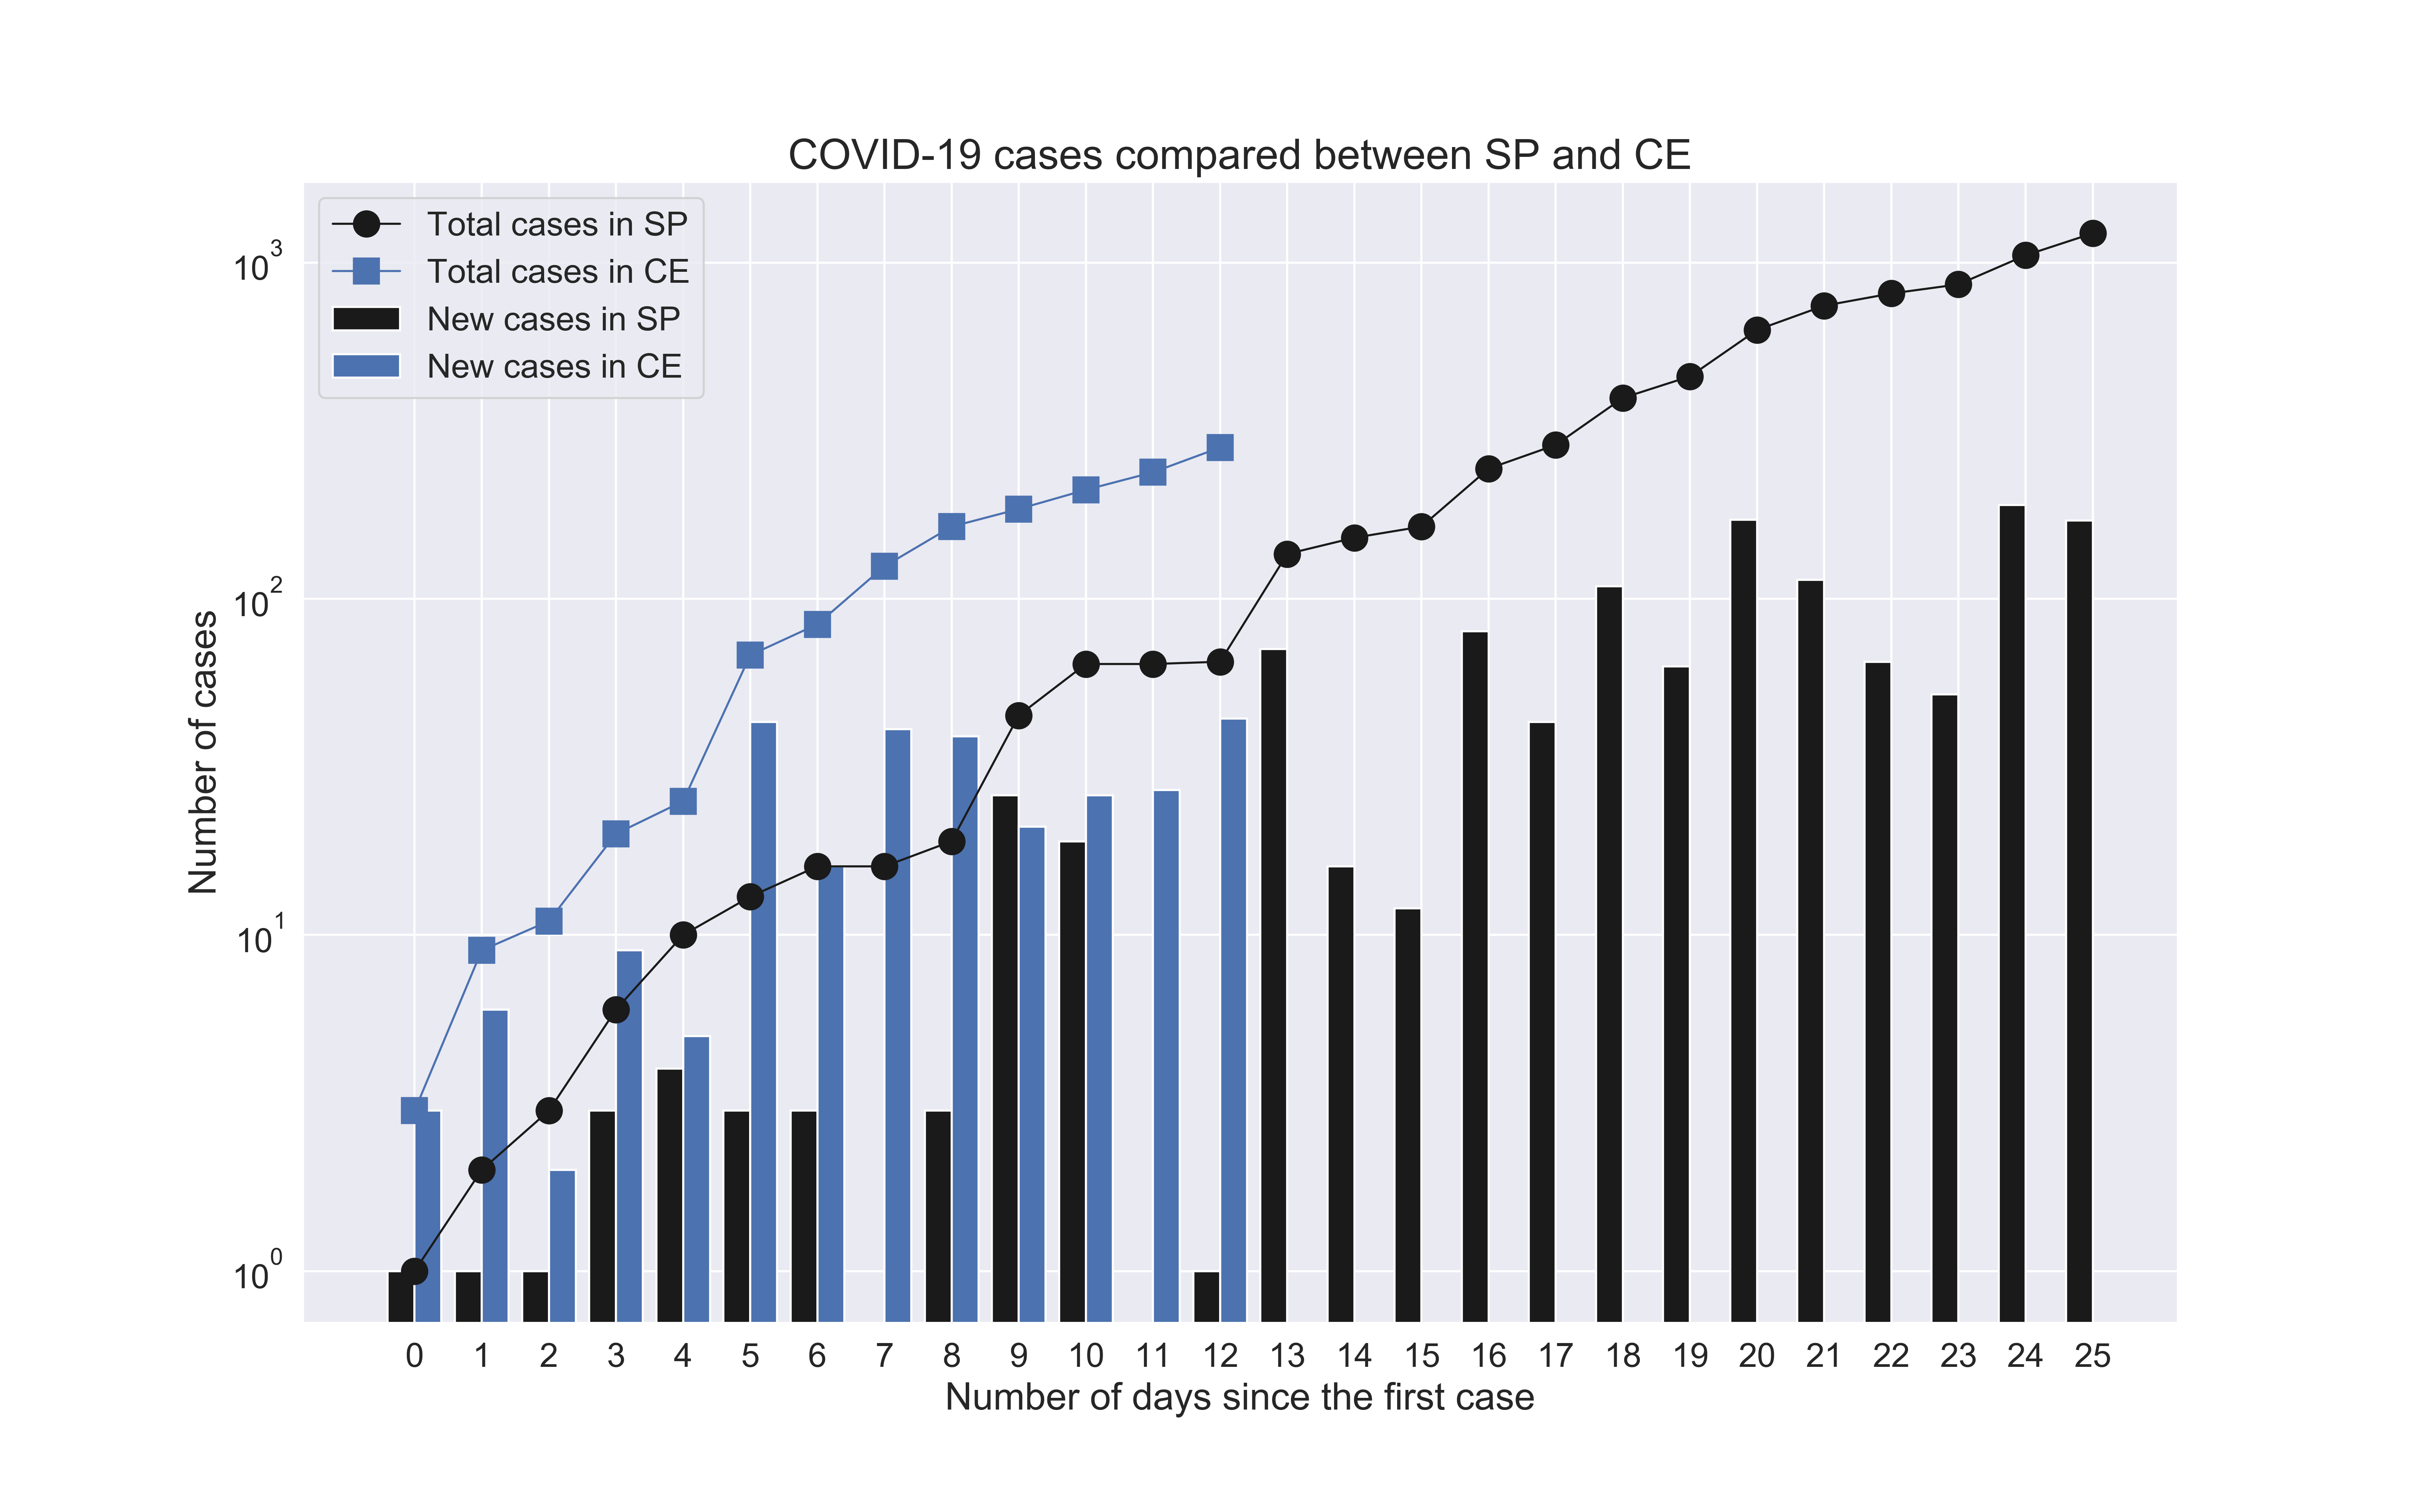 COVID-19 cases compared between SP and CE
Total cases in SP
Total cases in CE
New cases in SP
New cases in CE
10³
10²
10¹
10⁰
Number of cases
0 1 2 3 4 5 6 7 8 9 10 11 12 13 14 15 16 17 18 19 20 21 22 23 24 25
Number of days since the first case